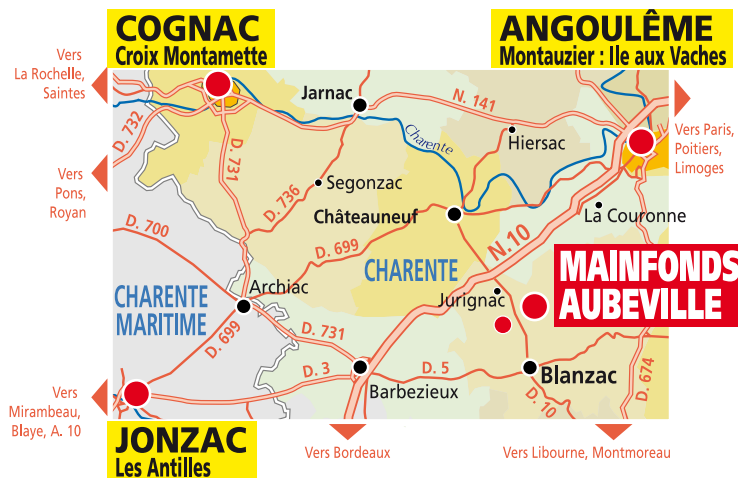 COGNAC
Croix Montamette
ANGOULÊME
Montauzier : Ile aux Vaches
Vers
La Rochelle,
Saintes
Jarnac
N. 141
D. 732
D. 731
Charente
Hiersac
Vers Paris,
Poitiers,
Limoges
Vers
Pons,
Royan
D. 736
Segonzac
Châteauneuf
La Couronne
D. 700
D. 699
N.10
CHARENTE
MAINFONDS
AUBEVILLE
Archiac
Jurignac
CHARENTE
MARITIME
D. 699
D. 731
D. 3
D. 5
Blanzac
D. 674
Barbezieux
D. 10
Vers
Mirambeau,
Blaye, A. 10
JONZAC
Les Antilles
Vers Bordeaux
Vers Libourne, Montmoreau